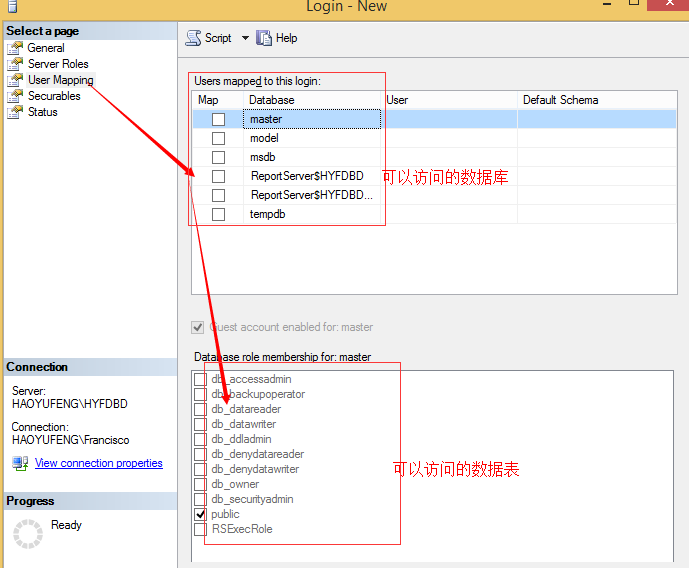 Login - New
Select a page
General
Server Roles
User Mapping
Securables
Status
Script
Help
Users mapped to this login:
Map Database User Default Schema
master
model
msdb
ReportServer$HYFDBD
ReportServer$HYFDBD...
tempdb
可以访问的数据库
Guest account enabled for: master
Database role membership for: master
db_accessadmin
db_backupoperator
db_datareader
db_datawriter
db_ddladmin
db_denydatareader
db_denydatawriter
db_owner
db_securityadmin
public
RSExecRole
可以访问的数据表
Connection
Server:
HAOYUFENG\HYFDBD
Connection:
HAOYUFENG\Francisco
View connection properties
Progress
Ready